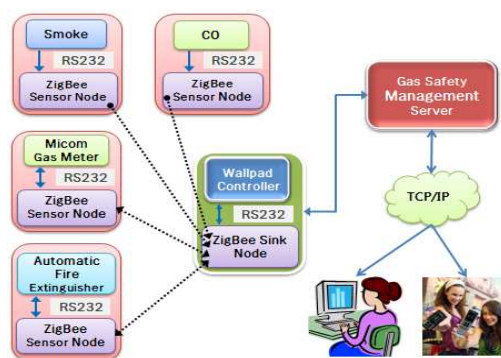 Smoke
RS232
ZigBee
Sensor Node
CO
RS232
ZigBee
Sensor Node
Micom
Gas Meter
RS232
ZigBee
Sensor Node
Automatic
Fire
Extinguisher
RS232
ZigBee
Sensor Node
Wallpad
Controller
RS232
ZigBee Sink
Node
Gas Safety
Management
Server
TCP/IP